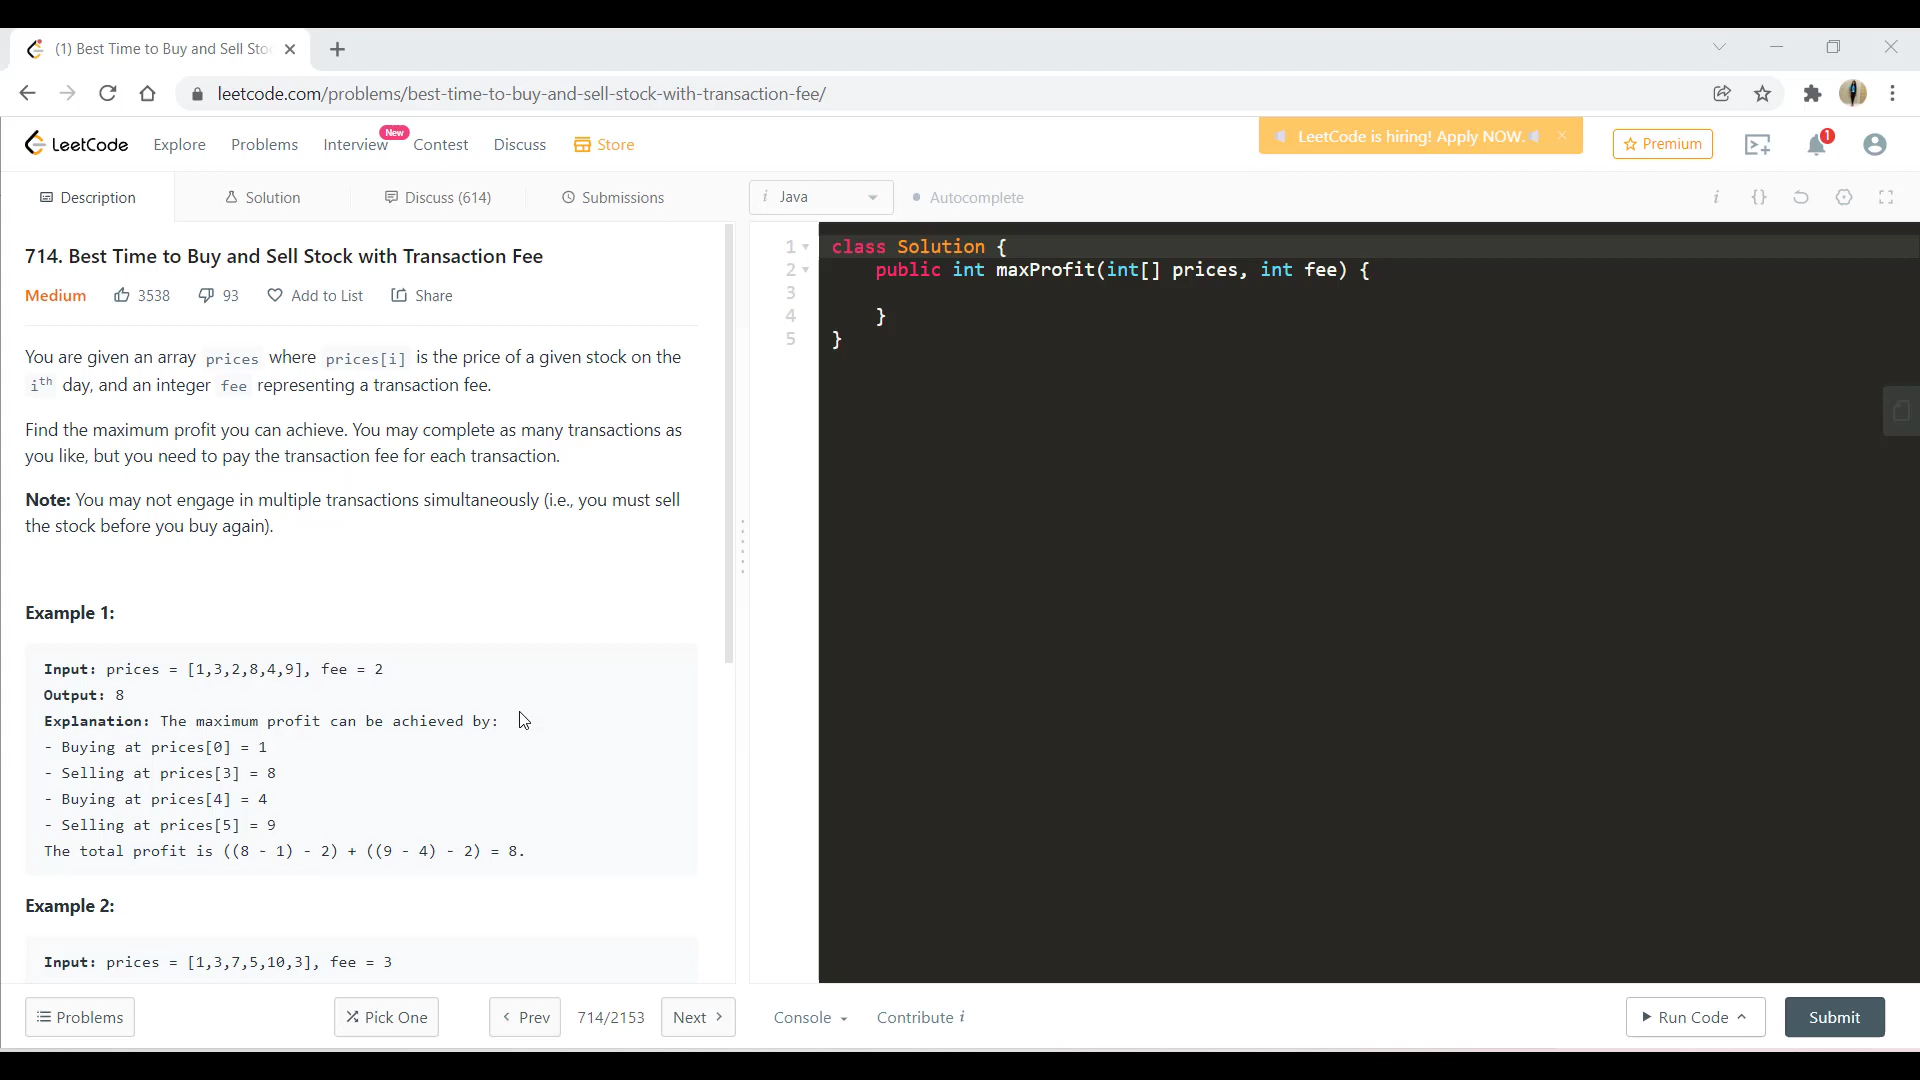 (1) Best Time to Buy and Sell Sto
leetcode.com/problems/best-time-to-buy-and-sell-stock-with-transaction-fee/
LeetCode Explore Problems Interview New Contest Discuss Store LeetCode is hiring! Apply NOW. Premium 1
Description Solution Discuss (614) Submissions i Java Autocomplete i {}
714. Best Time to Buy and Sell Stock with Transaction Fee
Medium 3538 93 Add to List Share
You are given an array prices where prices[i] is the price of a given stock on the
ith day, and an integer fee representing a transaction fee.
Find the maximum profit you can achieve. You may complete as many transactions as
you like, but you need to pay the transaction fee for each transaction.
Note: You may not engage in multiple transactions simultaneously (i.e., you must sell
the stock before you buy again).
Example 1:
Input: prices = [1,3,2,8,4,9], fee = 2
Output: 8
Explanation: The maximum profit can be achieved by:
- Buying at prices[0] = 1
- Selling at prices[3] = 8
- Buying at prices[4] = 4
- Selling at prices[5] = 9
The total profit is ((8 - 1) - 2) + ((9 - 4) - 2) = 8.
Example 2:
Input: prices = [1,3,7,5,10,3], fee = 3
1 class Solution {
2 public int maxProfit(int[] prices, int fee) {
3
4 }
5 }
Problems Pick One Prev 714/2153 Next Console Contribute i Run Code Submit